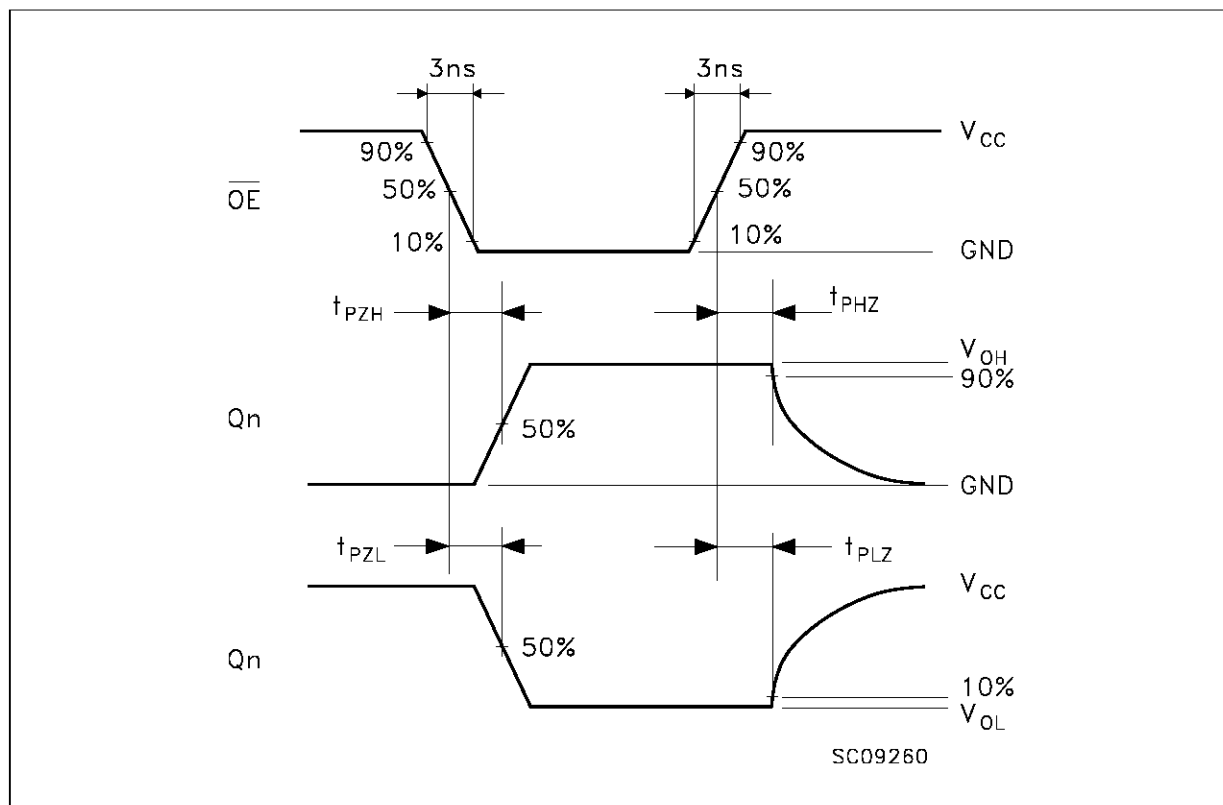 3ns 3ns
V_CC
90% 90%
O̅E̅ 50% 50%
10% 10%
GND
t_PZH t_PHZ
V_OH
90%
Qn 50%
GND
t_PZL t_PLZ
V_CC
Qn 50%
10%
V_OL
SC09260